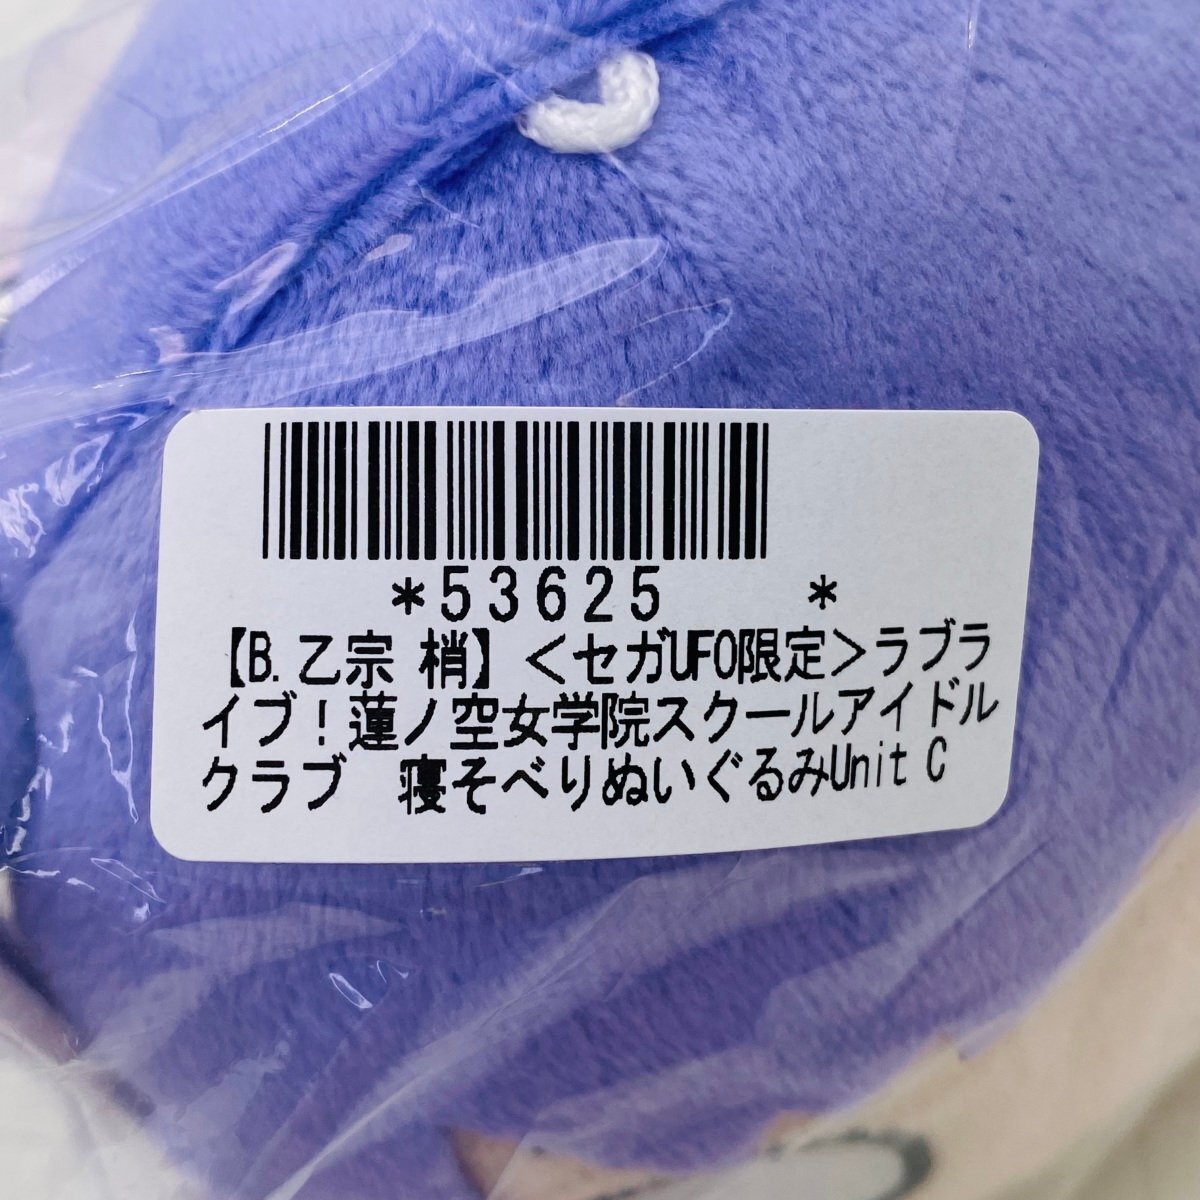 *53625 *
【B.乙宗 梢】＜セガUFO限定＞ラブラ
イブ！蓮ノ空女学院スクールアイドル
クラブ 寝そべりぬいぐるみUnit C